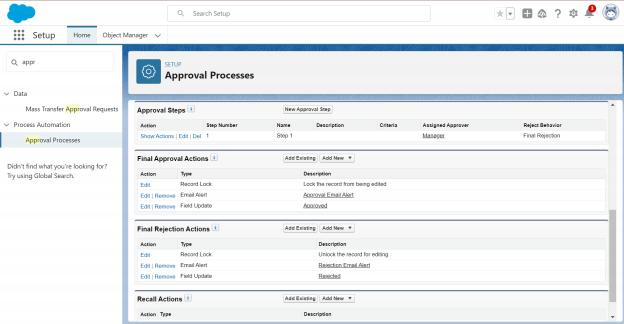 Search Setup
3
Setup
Home
Object Manager
appr
Data
Mass Transfer Approval Requests
Process Automation
Approval Processes
Didn't find what you're looking for?
Try using Global Search.
SETUP
Approval Processes
Approval Steps i New Approval Step
Action Step Number Name Description Criteria Assigned Approver Reject Behavior
Show Actions | Edit | Del 1 Step 1 Manager Final Rejection
Final Approval Actions i Add Existing Add New
Action Type Description
Edit Record Lock Lock the record from being edited
Edit | Remove Email Alert Approval Email Alert
Edit | Remove Field Update Approved
Final Rejection Actions i Add Existing Add New
Action Type Description
Edit Record Lock Unlock the record for editing
Edit | Remove Email Alert Rejection Email Alert
Edit | Remove Field Update Rejected
Recall Actions i Add Existing Add New
Action Type Description